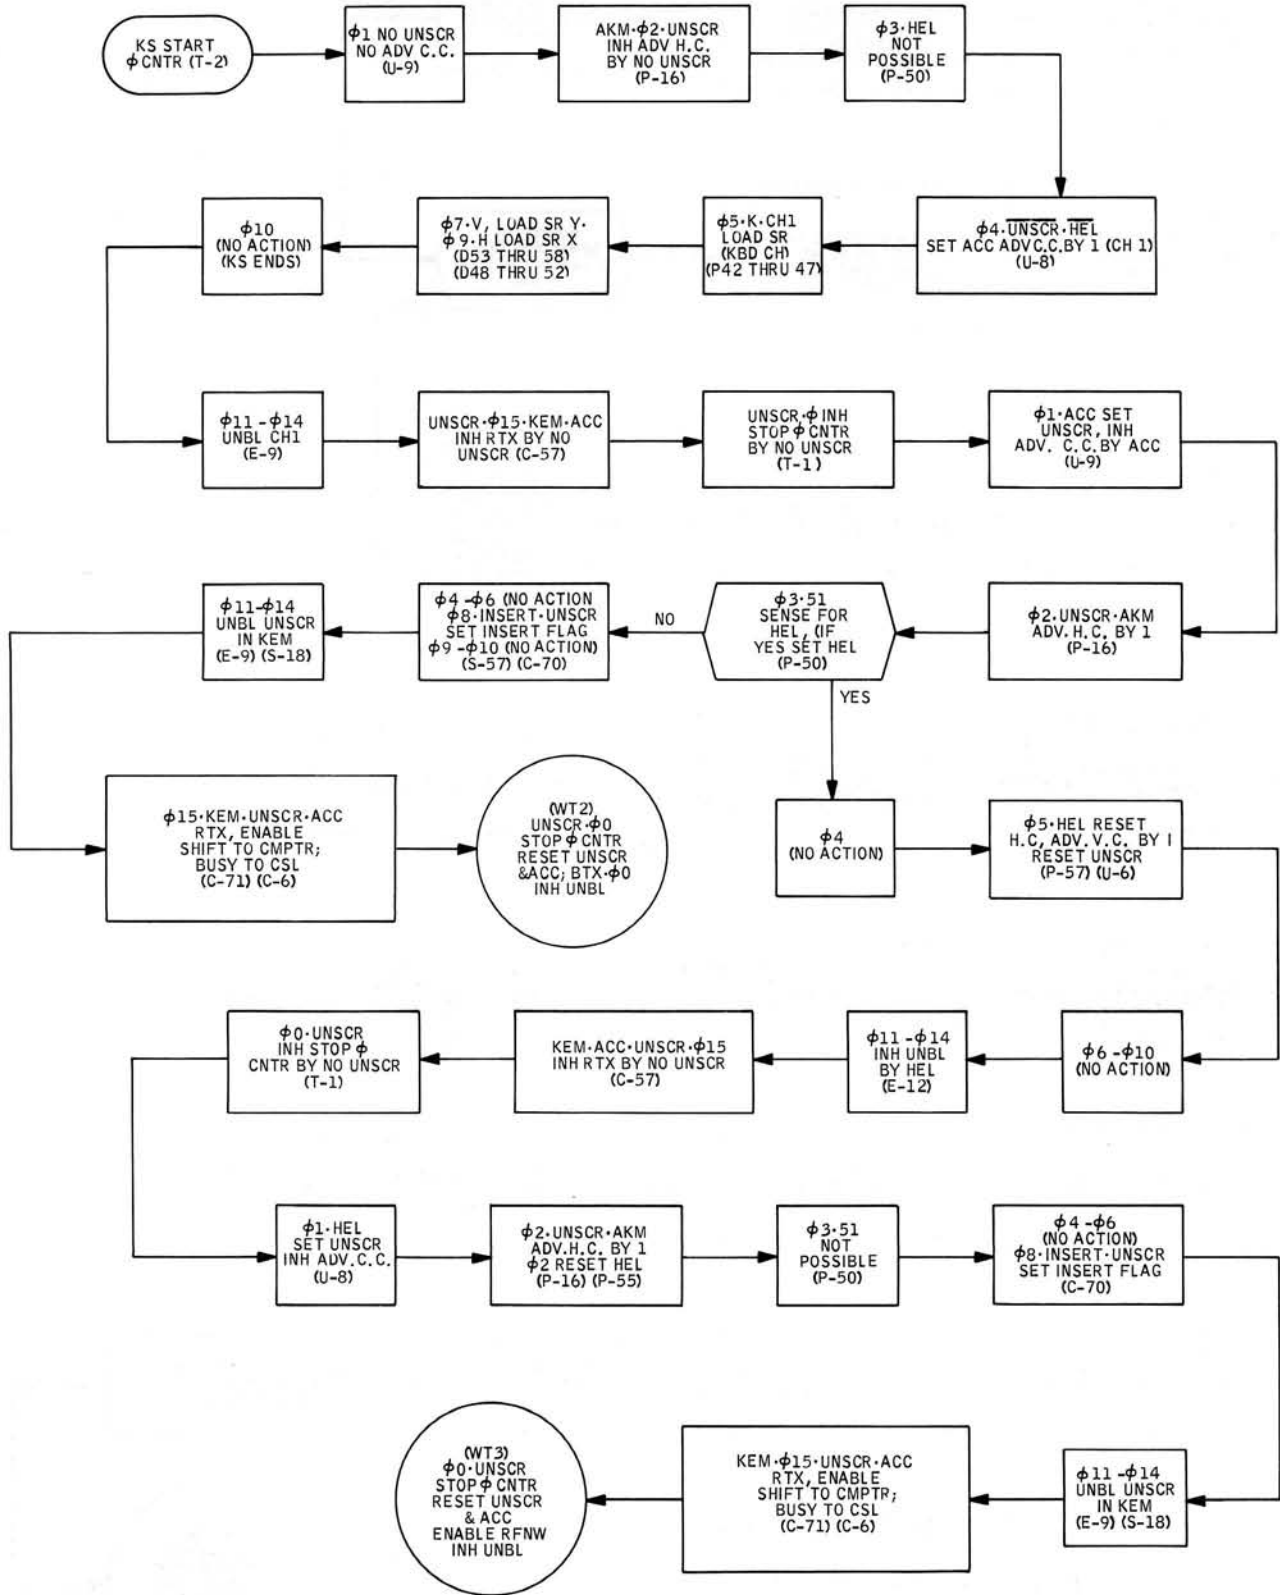 KS START
ϕ CNTR (T-2)
ϕ1 NO UNSCR
NO ADV C.C.
(U-9)
AKM·ϕ2·UNSCR
INH ADV H.C.
BY NO UNSCR
(P-16)
ϕ3·HEL
NOT
POSSIBLE
(P-50)
ϕ4·U̅N̅S̅C̅R̅·H̅E̅L̅
SET ACC ADV C.C. BY 1 (CH 1)
(U-8)
ϕ5·K·CH1
LOAD SR
(KBD CH)
(P42 THRU 47)
ϕ7·V, LOAD SR Y·
ϕ9·H LOAD SR X
(D53 THRU 58)
(D48 THRU 52)
ϕ10
(NO ACTION)
(KS ENDS)
ϕ11-ϕ14
UNBL CH1
(E-9)
UNSCR·ϕ15·KEM·ACC
INH RTX BY NO
UNSCR (C-57)
UNSCR·ϕ INH
STOP ϕ CNTR
BY NO UNSCR
(T-1)
ϕ1·ACC SET
UNSCR, INH
ADV. C.C. BY ACC
(U-9)
ϕ2·UNSCR·AKM
ADV. H.C. BY 1
(P-16)
ϕ3·51
SENSE FOR
HEL, (IF
YES SET HEL
(P-50)
NO
YES
ϕ4-ϕ6 (NO ACTION
ϕ8·INSERT·UNSCR
SET INSERT FLAG
ϕ9-ϕ10 (NO ACTION)
(S-57) (C-70)
ϕ11-ϕ14
UNBL UNSCR
IN KEM
(E-9) (S-18)
ϕ15·KEM·UNSCR·ACC
RTX, ENABLE
SHIFT TO CMPTR;
BUSY TO CSL
(C-71) (C-6)
(WT2)
UNSCR·ϕ0
STOP ϕ CNTR
RESET UNSCR
&ACC; BTX·ϕ0
INH UNBL
ϕ4
(NO ACTION)
ϕ5·HEL RESET
H.C, ADV. V.C. BY 1
RESET UNSCR
(P-57) (U-6)
ϕ6-ϕ10
(NO ACTION)
ϕ11-ϕ14
INH UNBL
BY HEL
(E-12)
KEM·ACC·UNSCR·ϕ15
INH RTX BY NO UNSCR
(C-57)
ϕ0·UNSCR
INH STOP ϕ
CNTR BY NO UNSCR
(T-1)
ϕ1·HEL
SET UNSCR
INH ADV. C.C.
(U-8)
ϕ2·UNSCR·AKM
ADV.H.C. BY 1
ϕ2 RESET HEL
(P-16) (P-55)
ϕ3·51
NOT
POSSIBLE
(P-50)
ϕ4-ϕ6
(NO ACTION)
ϕ8·INSERT·UNSCR
SET INSERT FLAG
(C-70)
ϕ11-ϕ14
UNBL UNSCR
IN KEM
(E-9) (S-18)
KEM·ϕ15·UNSCR·ACC
RTX, ENABLE
SHIFT TO CMPTR;
BUSY TO CSL
(C-71) (C-6)
(WT3)
ϕ0·UNSCR
STOP ϕ CNTR
RESET UNSCR
& ACC
ENABLE RFNW
INH UNBL